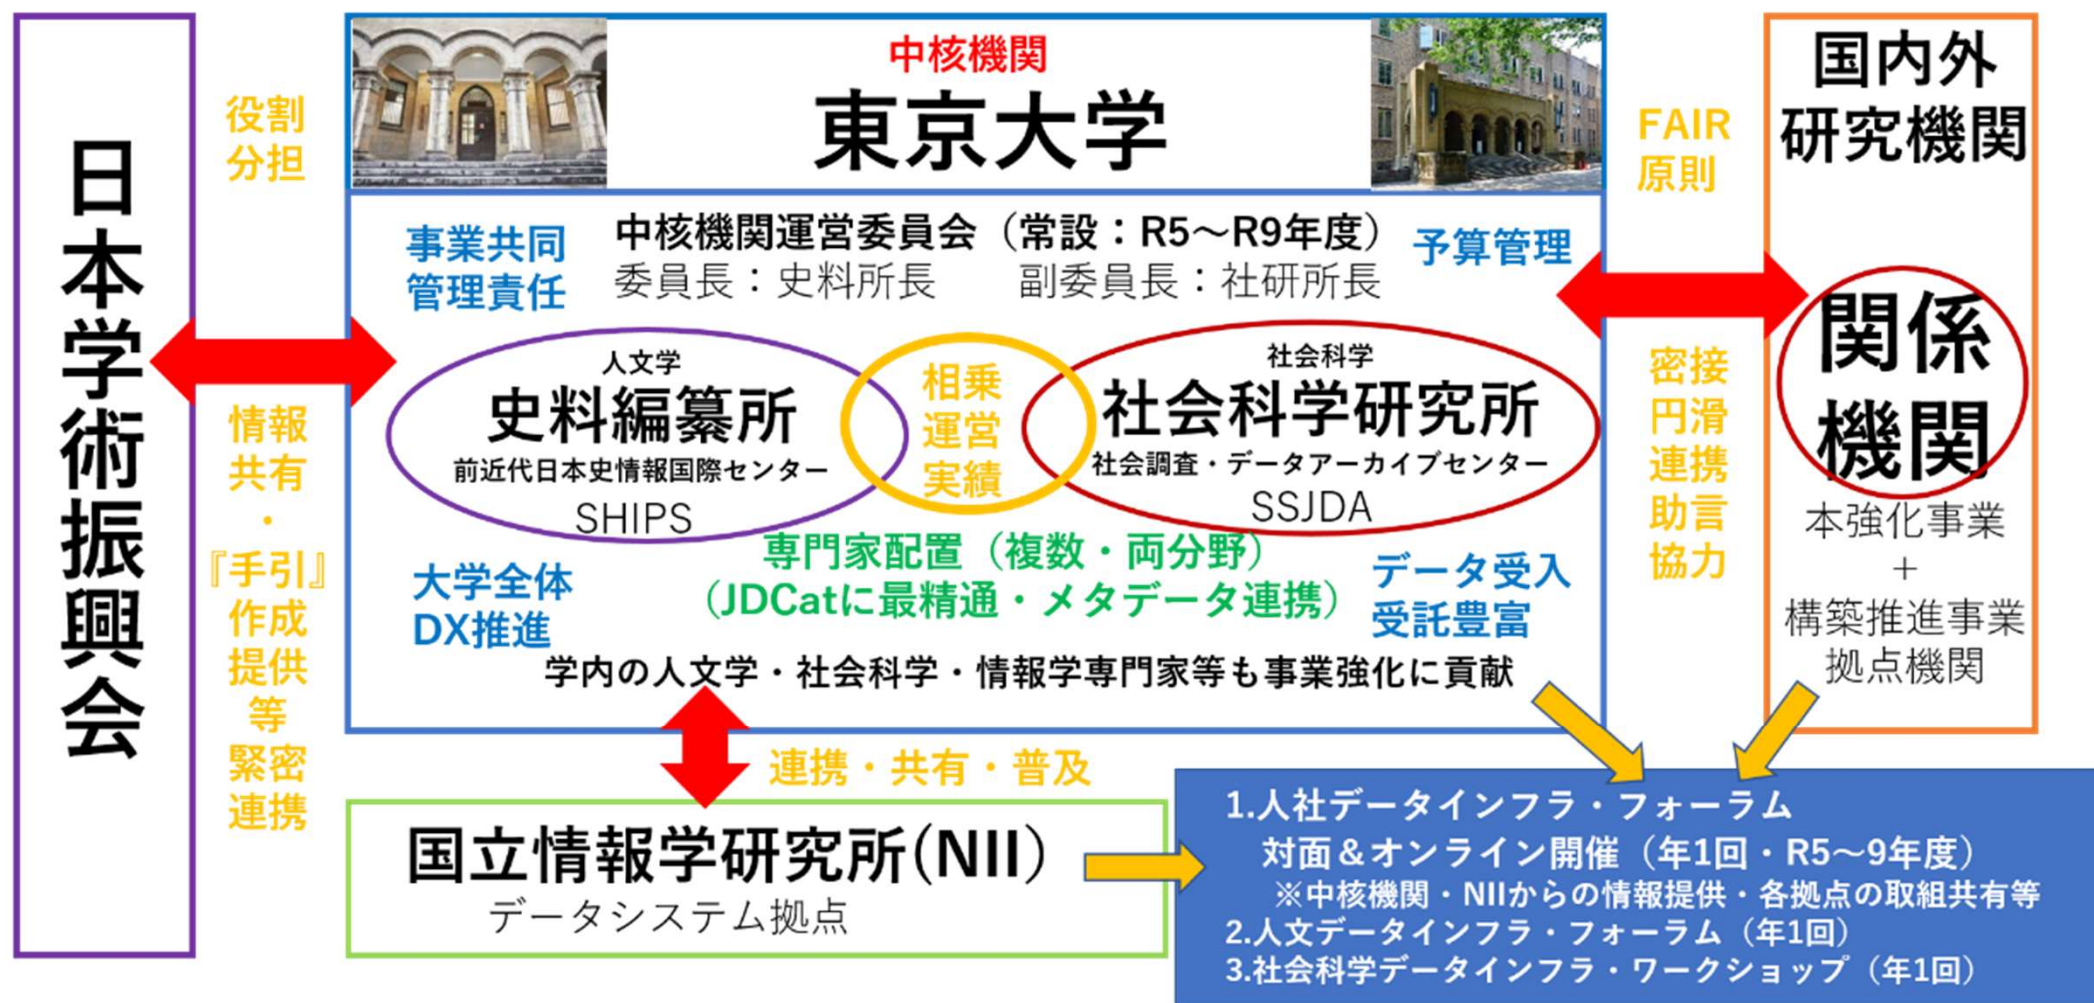 日本学術振興会
役割
分担
情報
共有
・
『手引』
作成
提供
等
緊密
連携
中核機関
東京大学
事業共同
管理責任
中核機関運営委員会（常設：R5～R9年度）
委員長：史料所長　副委員長：社研所長
予算管理
人文学
史料編纂所
前近代日本史情報国際センター
SHIPS
相乗
運営
実績
社会科学
社会科学研究所
社会調査・データアーカイブセンター
SSJDA
大学全体
DX推進
専門家配置（複数・両分野）
（JDCatに最精通・メタデータ連携）
データ受入
受託豊富
学内の人文学・社会科学・情報学専門家等も事業強化に貢献
FAIR
原則
密接
円滑
連携
助言
協力
国内外
研究機関
関係
機関
本強化事業
＋
構築推進事業
拠点機関
連携・共有・普及
国立情報学研究所(NII）
データシステム拠点
1.人社データインフラ・フォーラム
対面＆オンライン開催（年1回・R5～9年度）
※中核機関・NIIからの情報提供・各拠点の取組共有等
2.人文データインフラ・フォーラム（年1回）
3.社会科学データインフラ・ワークショップ（年1回）